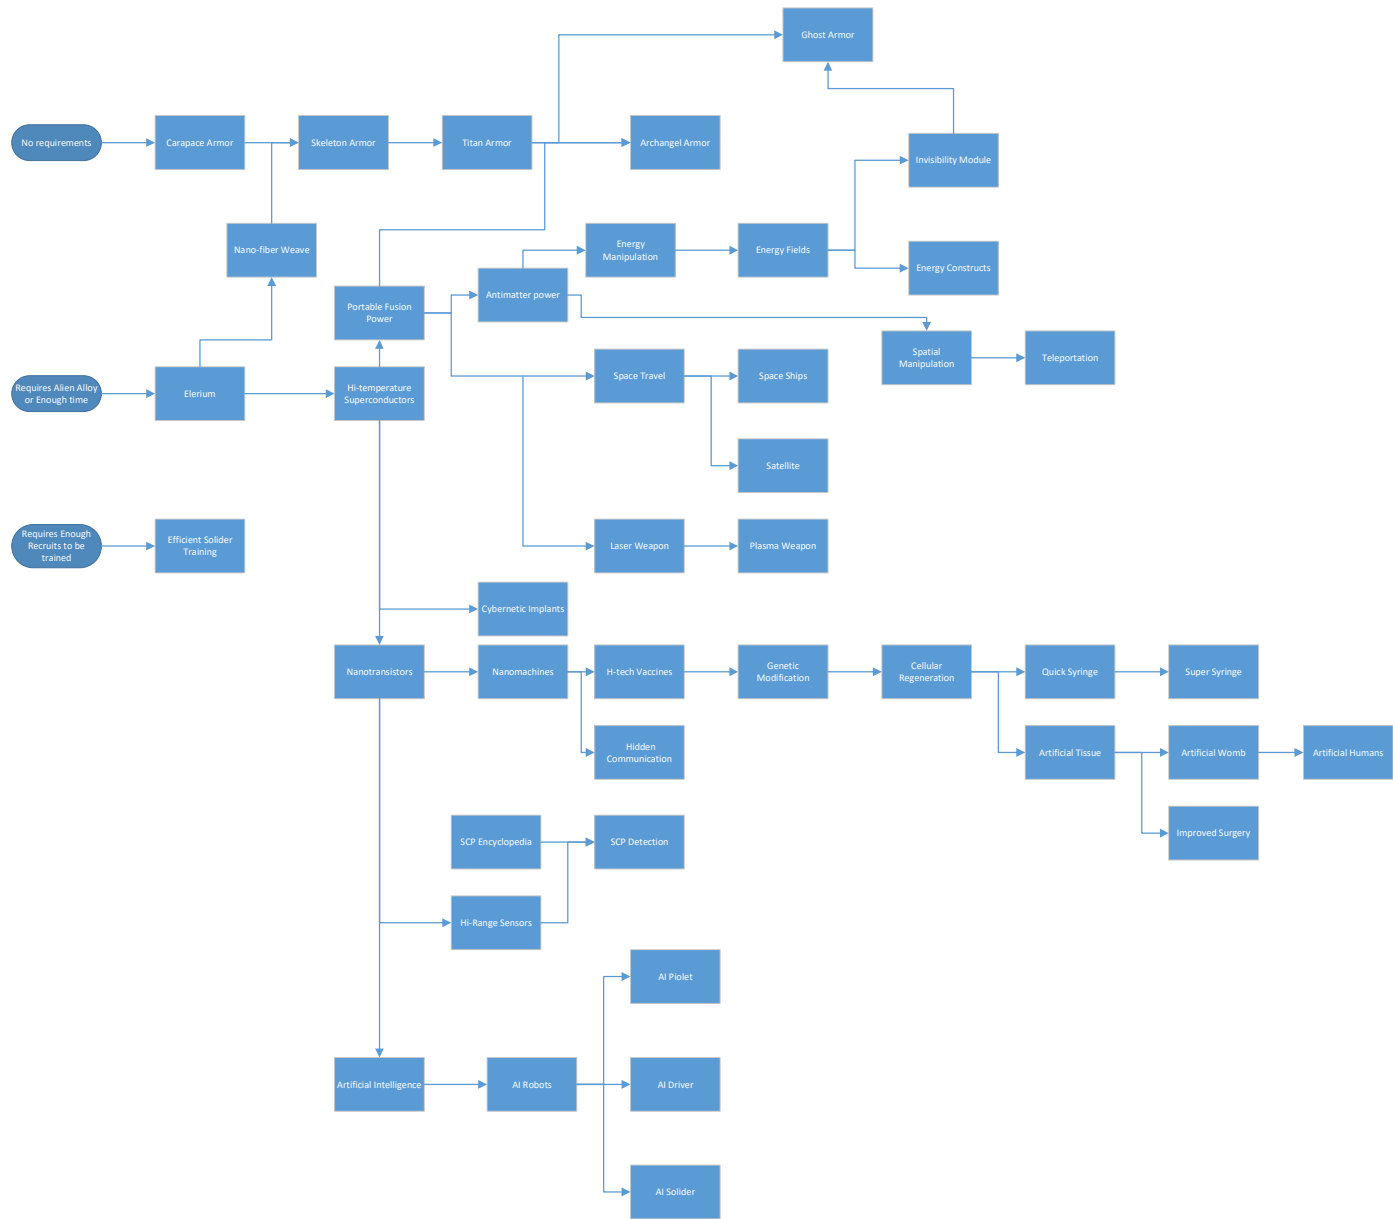 Ghost Armor
No requirements
Carapace Armor
Skeleton Armor
Titan Armor
Archangel Armor
Invisibility Module
Nano-fiber Weave
Energy
Manipulation
Energy Fields
Energy Constructs
Portable Fusion
Power
Antimatter power
Spatial
Manipulation
Teleportation
Requires Alien Alloy
or Enough time
Elerium
Hi-temperature
Superconductors
Space Travel
Space Ships
Satellite
Requires Enough
Recruits to be
trained
Efficient Solider
Training
Laser Weapon
Plasma Weapon
Cybernetic Implants
Nanotransistors
Nanomachines
H-tech Vaccines
Genetic
Modification
Cellular
Regeneration
Quick Syringe
Super Syringe
Hidden
Communication
Artificial Tissue
Artificial Womb
Artificial Humans
SCP Encyclopedia
SCP Detection
Improved Surgery
Hi-Range Sensors
AI Piolet
Artificial Intelligence
AI Robots
AI Driver
AI Solider